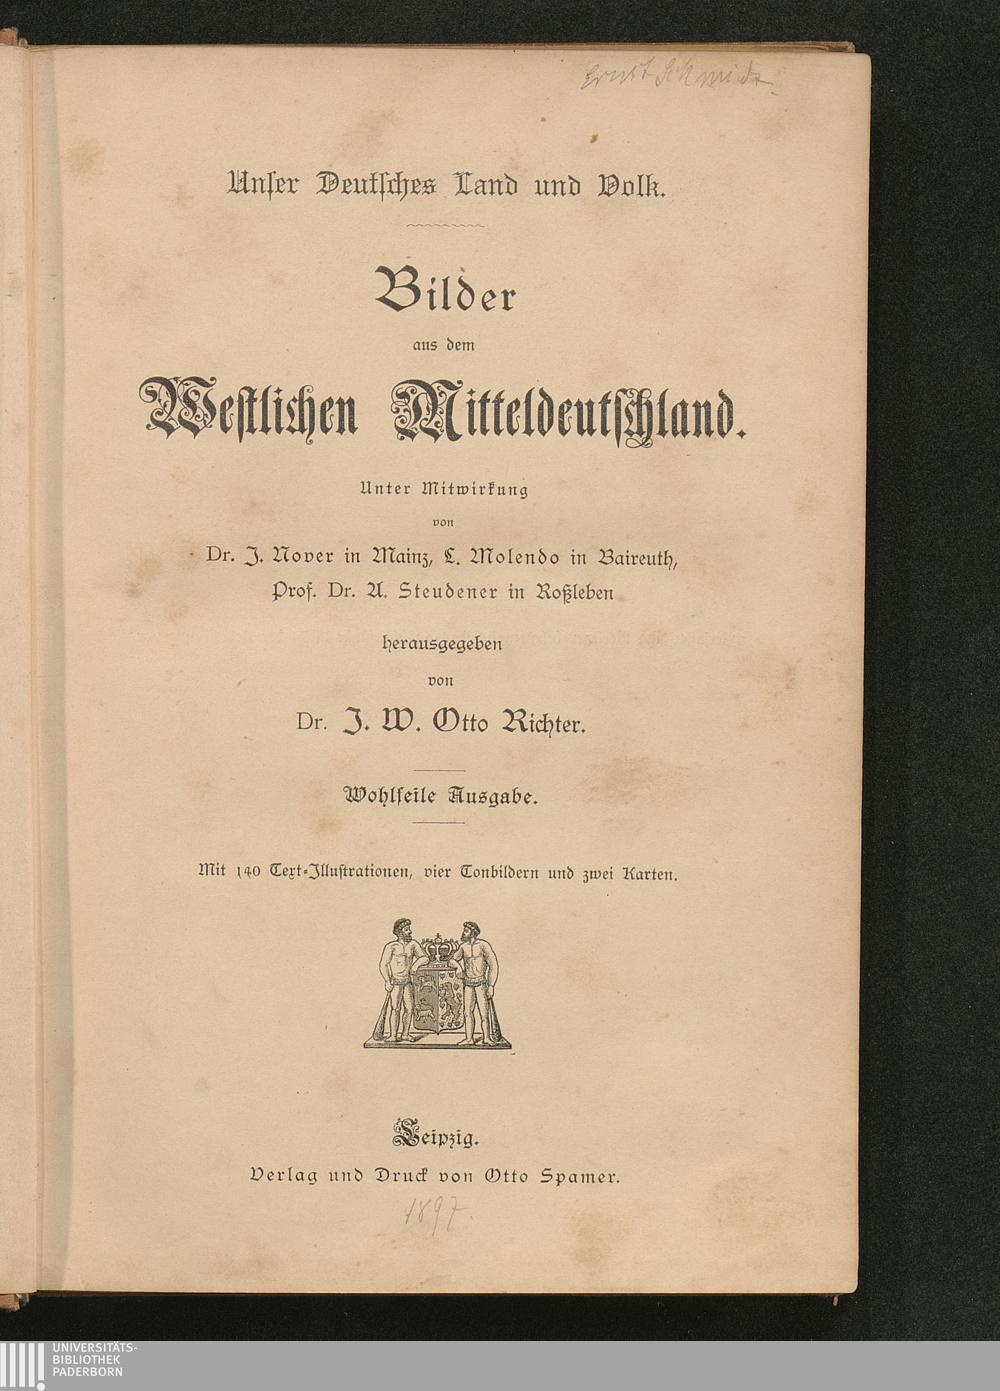 Ernst Schmidt.
Unser Deutsches Land und Volk.
Bilder
aus dem
Westlichen Mitteldeutschland.
Unter Mitwirkung
von
Dr. J. Nover in Mainz, L. Molendo in Baireuth,
Prof. Dr. A. Steudener in Roßleben
herausgegeben
von
Dr. J. W. Otto Richter.
Wohlfeile Ausgabe.
Mit 140 Text-Illustrationen, vier Tonbildern und zwei Karten.
Leipzig.
Verlag und Druck von Otto Spamer.
1897.
UNIVERSITÄTS-
BIBLIOTHEK
PADERBORN